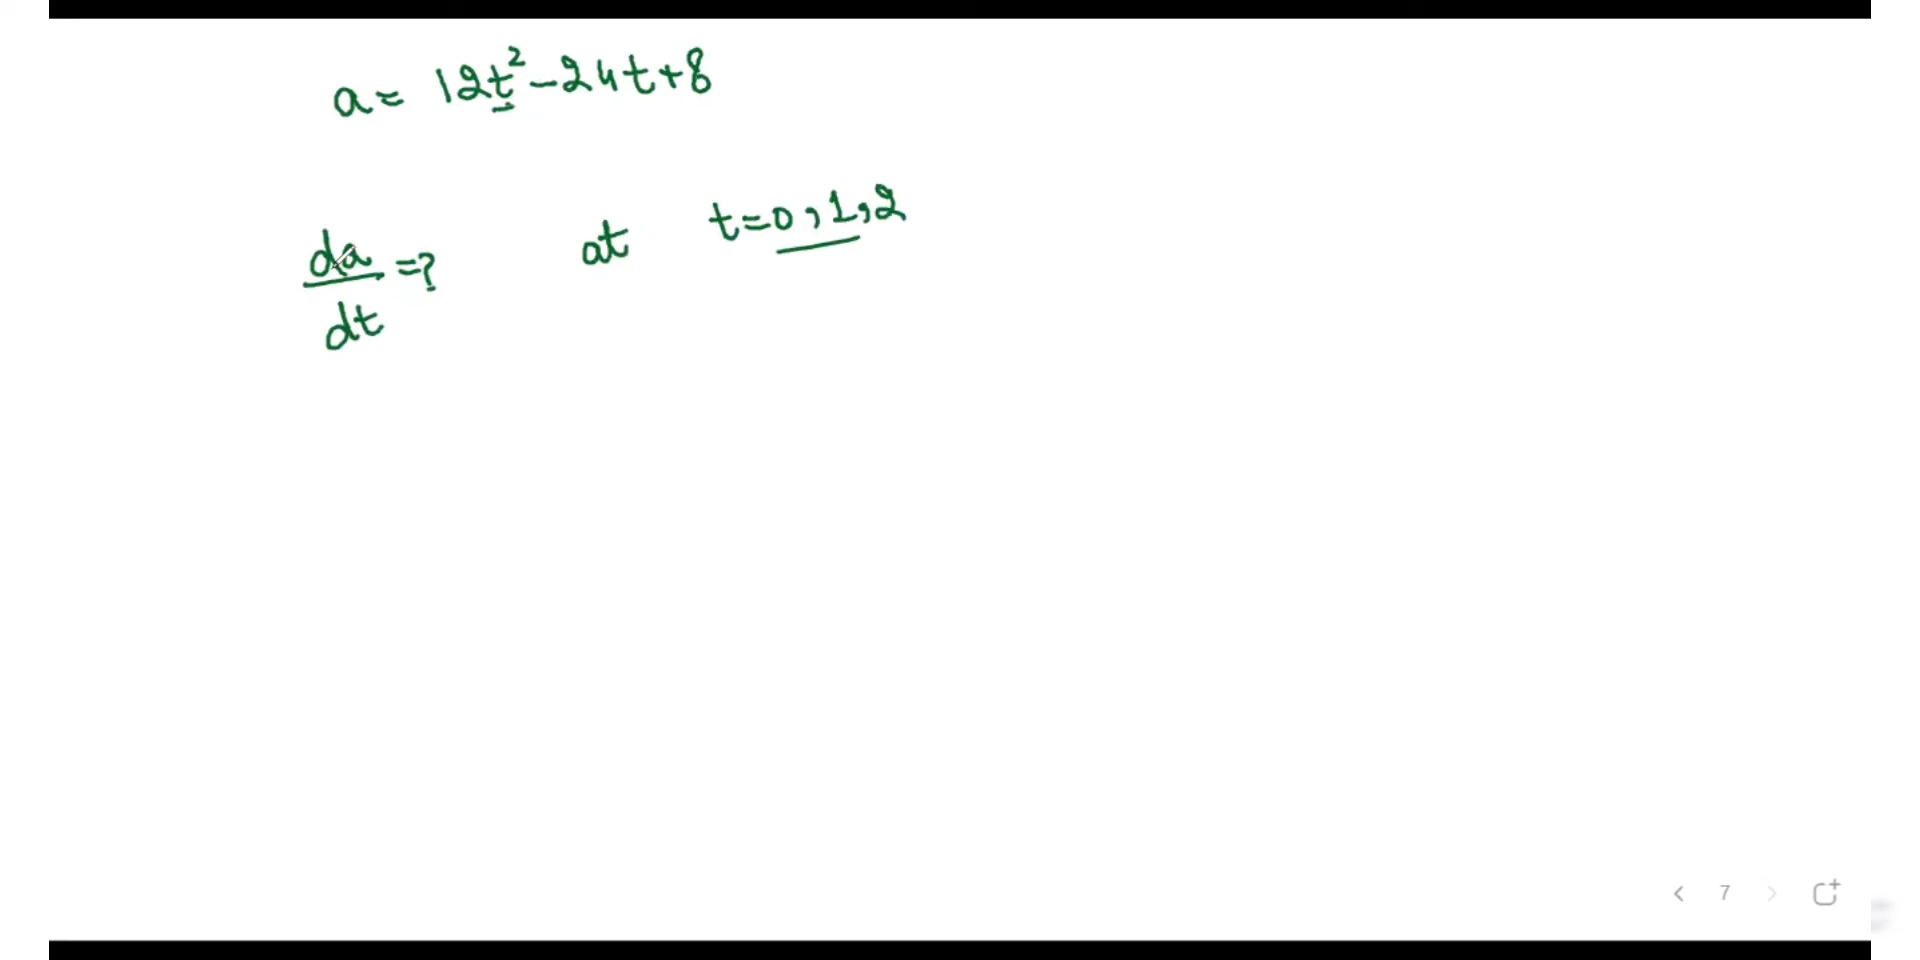 a = 12t² - 24t + 8
da/dt = ? at t = 0, 1, 2
7